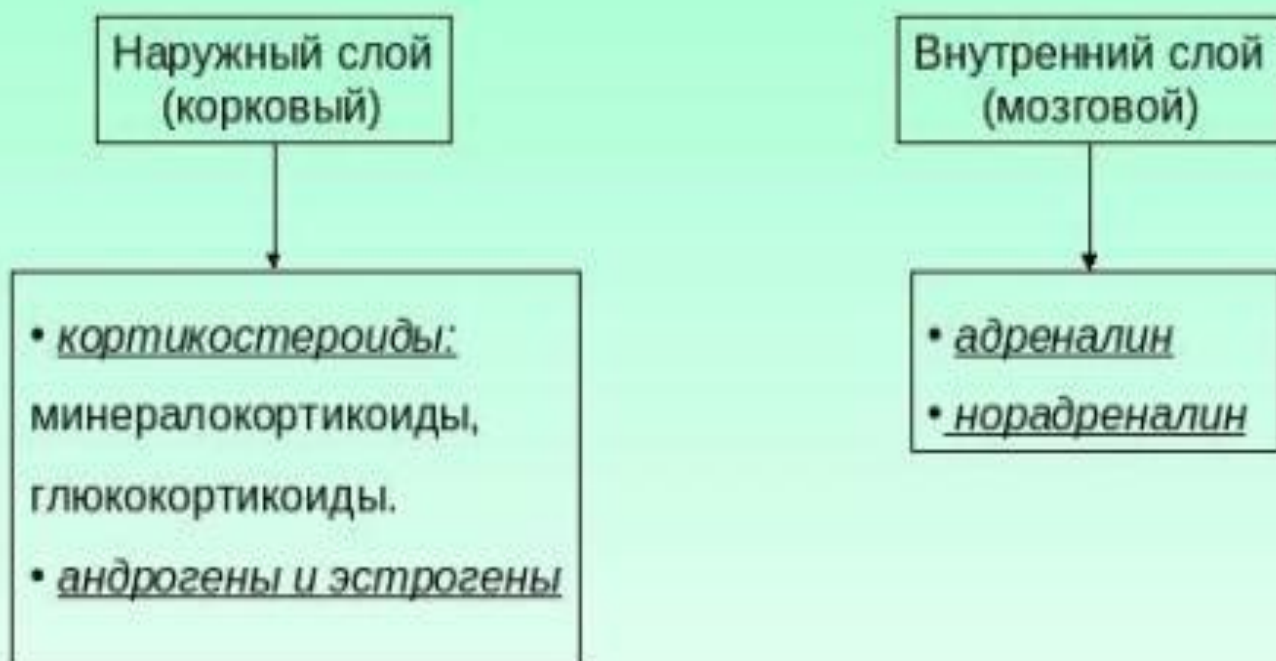 Наружный слой
(корковый)
Внутренний слой
(мозговой)
• кортикостероиды:
минералокортикоиды,
глюкокортикоиды.
• андрогены и эстрогены
• адреналин
• норадреналин